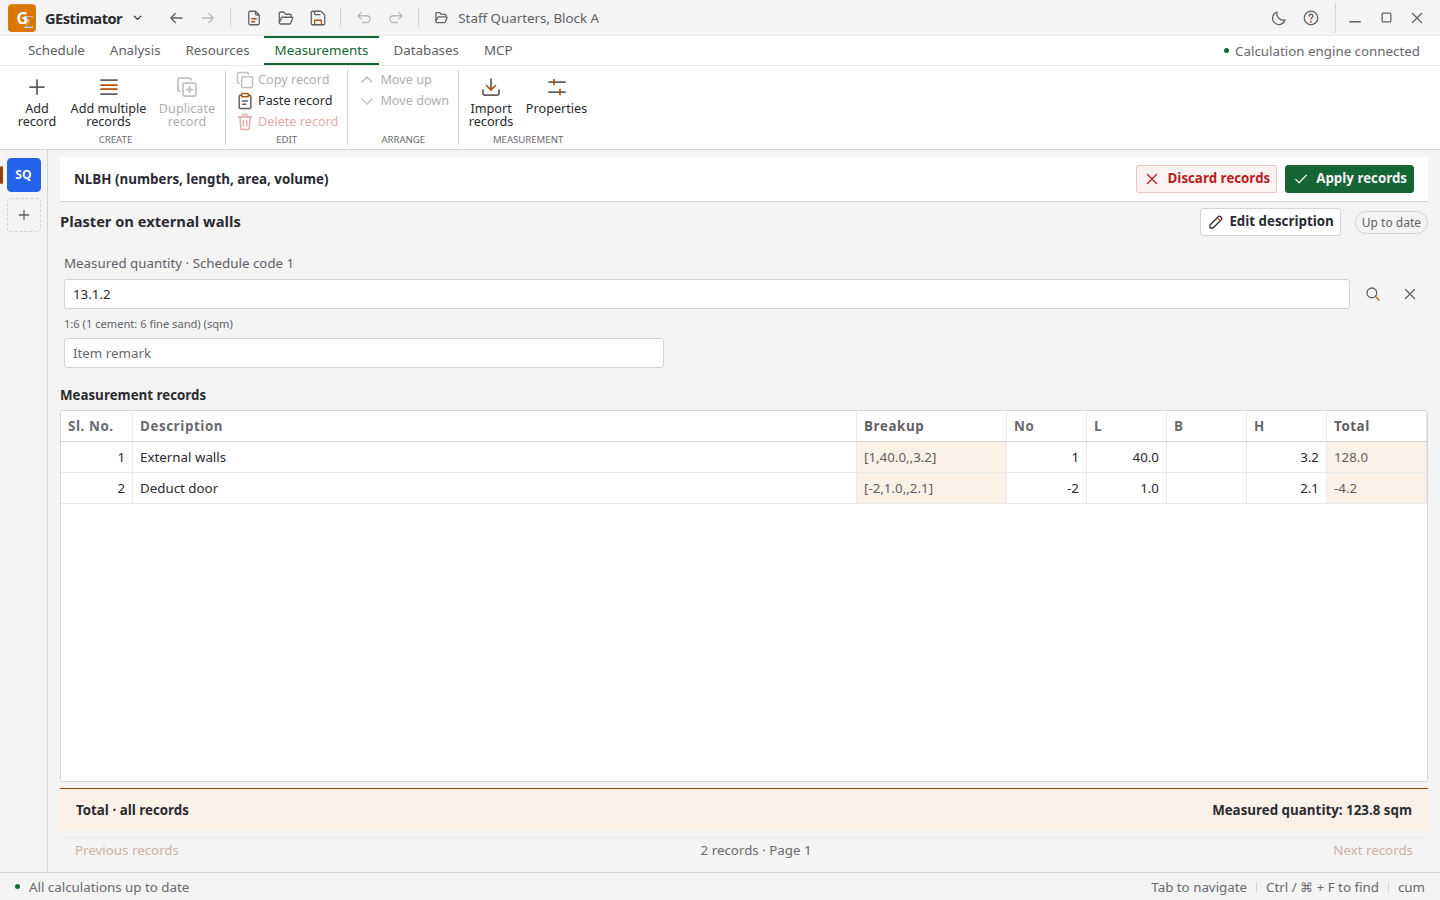 GEstimator
Staff Quarters, Block A
Schedule
Analysis
Resources
Measurements
Databases
MCP
Calculation engine connected
Add record
Add multiple records
Duplicate record
CREATE
Copy record
Paste record
Delete record
EDIT
Move up
Move down
ARRANGE
Import records
Properties
MEASUREMENT
SQ
NLBH (numbers, length, area, volume)
Discard records
Apply records
Plaster on external walls
Edit description
Up to date
Measured quantity · Schedule code 1
13.1.2
1:6 (1 cement: 6 fine sand) (sqm)
Item remark
Measurement records
Sl. No. Description Breakup No L B H Total
1 External walls [1,40.0,,3.2] 1 40.0 3.2 128.0
2 Deduct door [-2,1.0,,2.1] -2 1.0 2.1 -4.2
Total · all records
Measured quantity: 123.8 sqm
Previous records
2 records · Page 1
Next records
All calculations up to date
Tab to navigate
Ctrl / ⌘ + F to find
cum